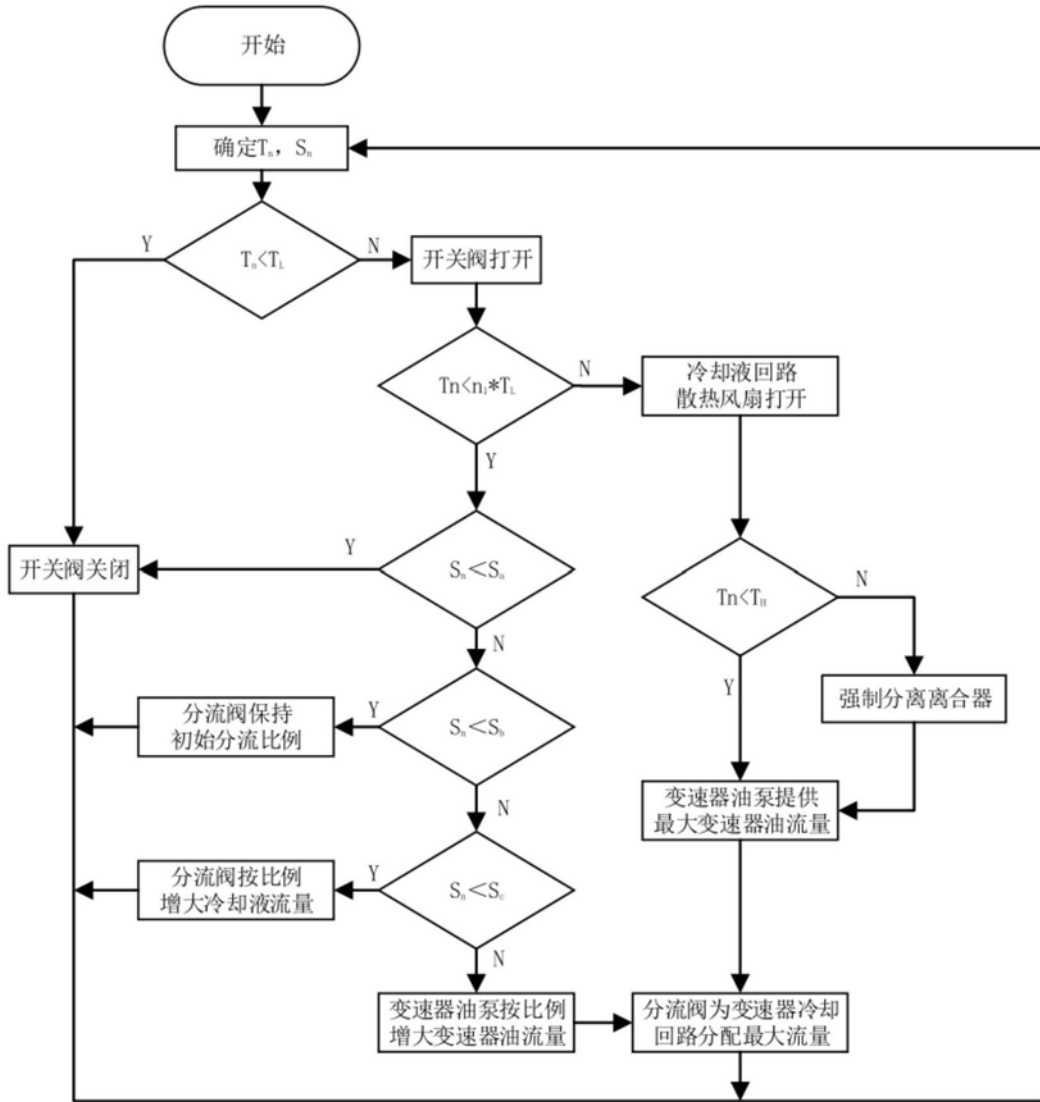 开始
确定Tₙ，Sₙ
Y
Tₙ<T_L
N
开关阀打开
Tn<n₁*T_L
N
冷却液回路
散热风扇打开
Y
开关阀关闭
Y
Sₙ＜Sₐ
N
Tn<T_H
N
Y
强制分离离合器
分流阀保持
初始分流比例
Y
Sₙ＜S_b
N
变速器油泵提供
最大变速器油流量
分流阀按比例
增大冷却液流量
Y
Sₙ＜S_c
N
变速器油泵按比例
增大变速器油流量
分流阀为变速器冷却
回路分配最大流量